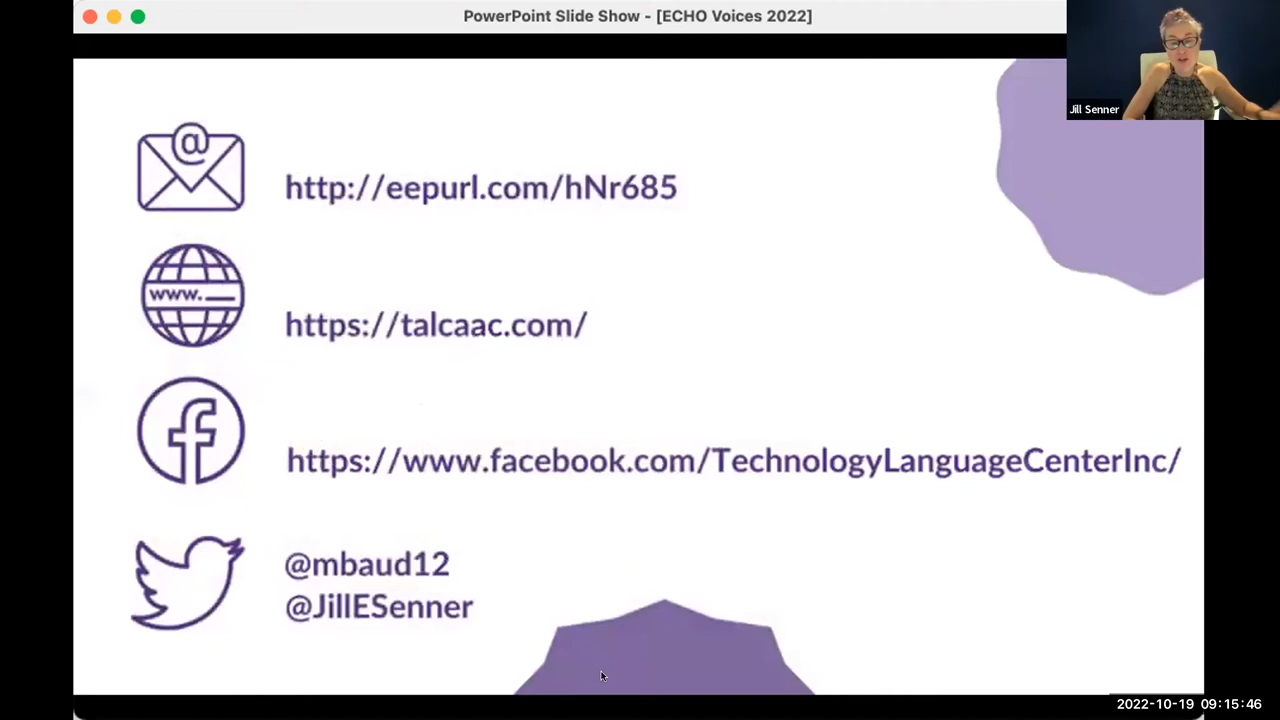 PowerPoint Slide Show - [ECHO Voices 2022]
Jill Senner
@
http://eepurl.com/hNr685
www.__
https://talcaac.com/
f
https://www.facebook.com/TechnologyLanguageCenterInc/
@mbaud12
@JillESenner
2022-10-19 09:15:46